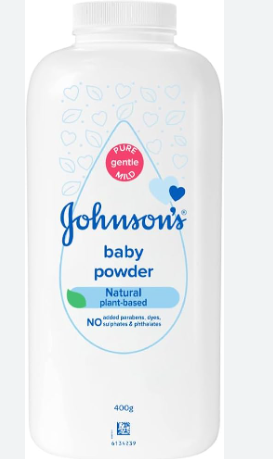 PURE
gentle
MILD
Johnson's®
baby
powder
Natural
plant-based
NO added parabens, dyes,
sulphates & phthalates
400g